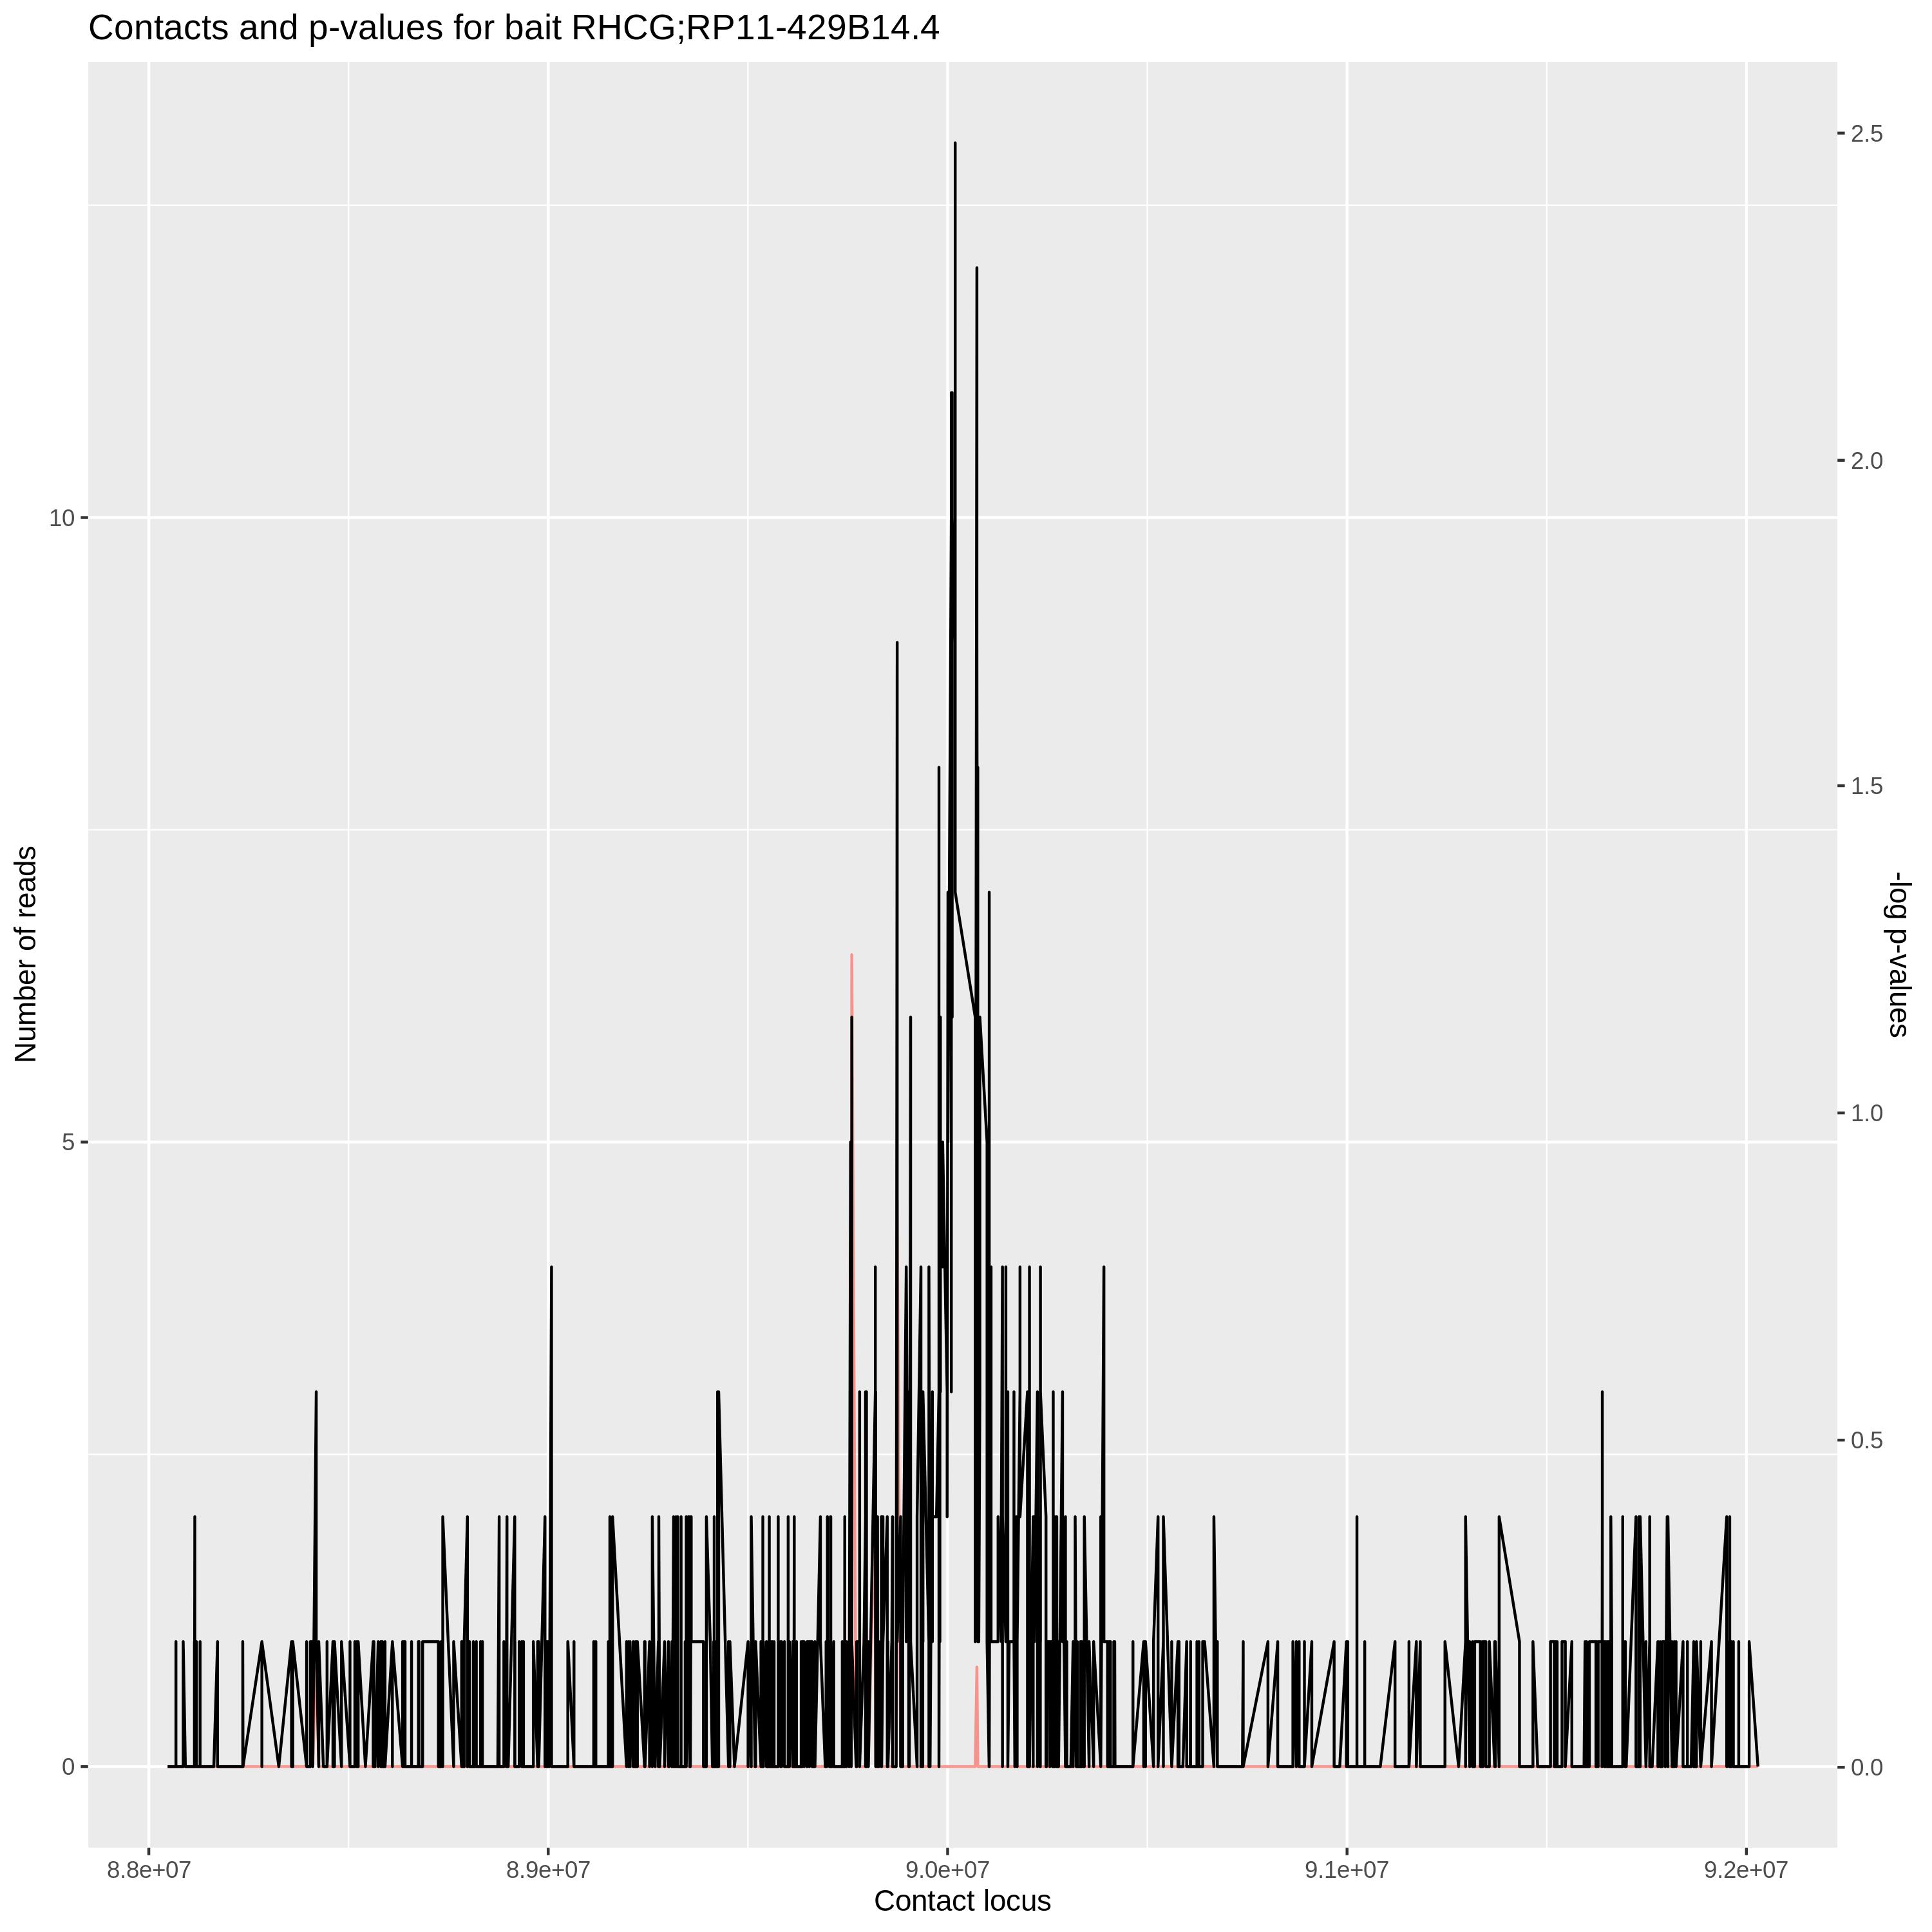 Contacts and p-values for bait RHCG;RP11-429B14.4
Number of reads
10
5
0
2.5
2.0
1.5
1.0
0.5
0.0
-log p-values
8.8e+07
8.9e+07
9.0e+07
9.1e+07
9.2e+07
Contact locus